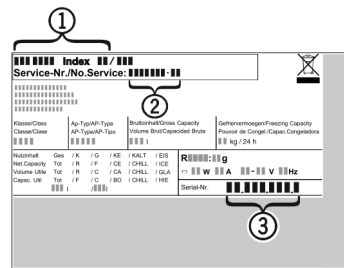 1
Index /
Service-Nr./No.Service: -
2
Klasse/Class
Classe/Clase
Ap-Typ/AP-Type
AP-Type/AP-Tipo
Bruttoinhalt/Gross Capacity
Volume Brut/Capacidad Bruta
l
Gefriervermoegen/Freezing Capacity
Pouvoir de Congel./Capac.Congeladora
kg / 24 h
Nutzinhalt Ges / K / G / KE / KALT / EIS
Net Capacity Tot / R / F / CE / CHILL / ICE
Volume Utile Tot / R / C / CA / CHILL / GLA
Capac. Util Tot / F / C / BO / CHILL / HIE
l / l
R : g
W A - V Hz
Serial-Nr. , . ,
3